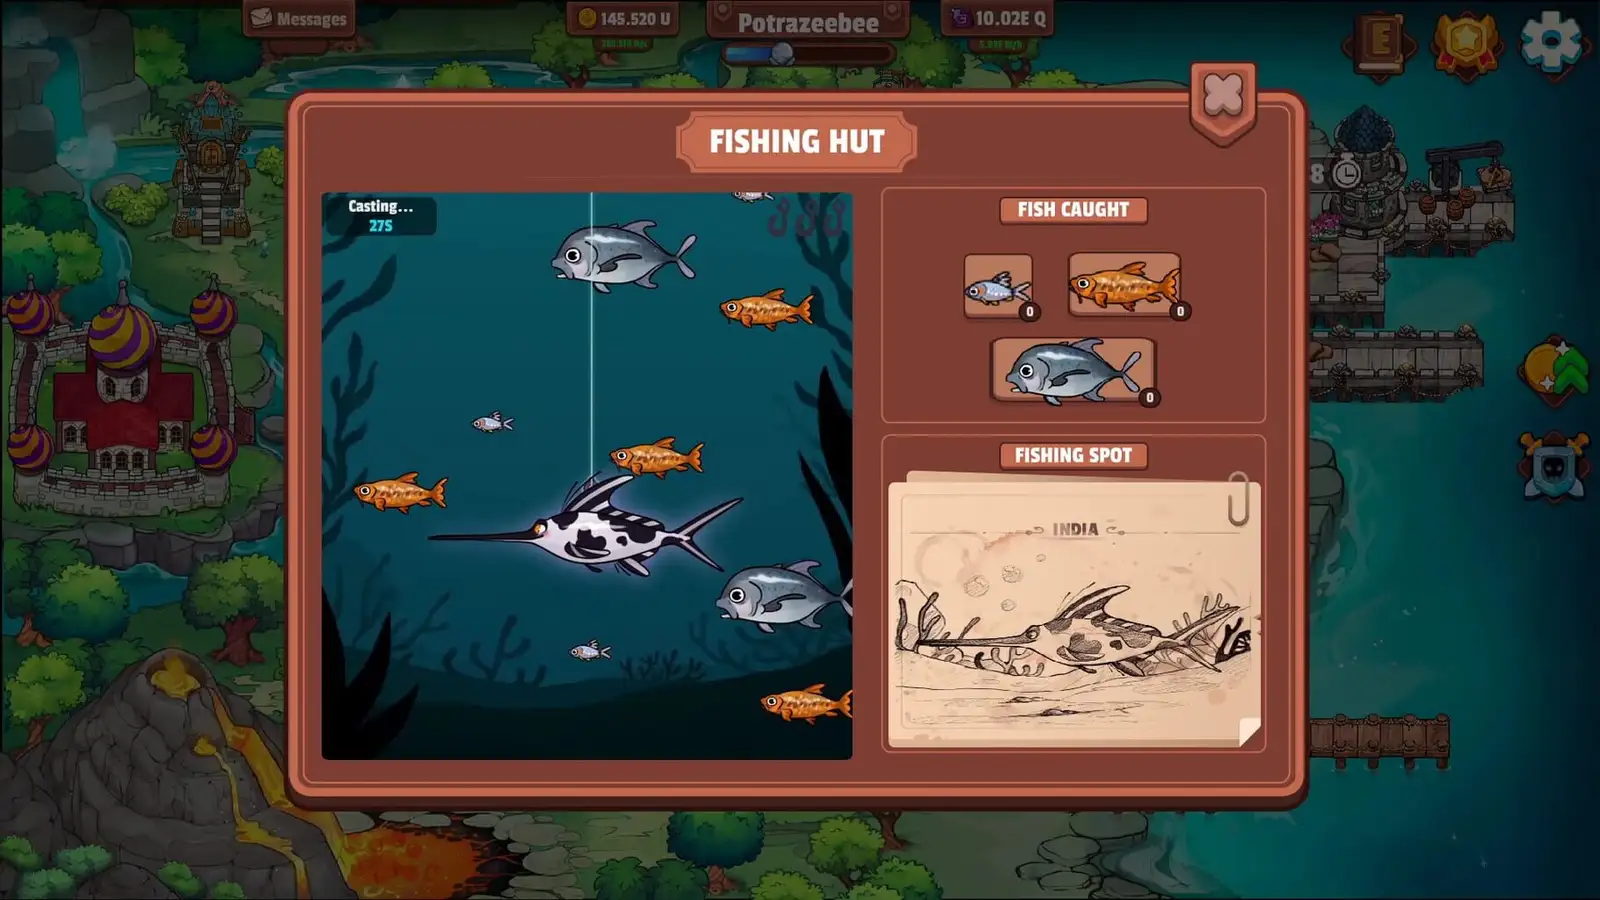 Messages
145.520 U
Potrazeebee
10.02E Q
E
FISHING HUT
8
Casting...
27S
FISH CAUGHT
0
0
0
FISHING SPOT
INDIA